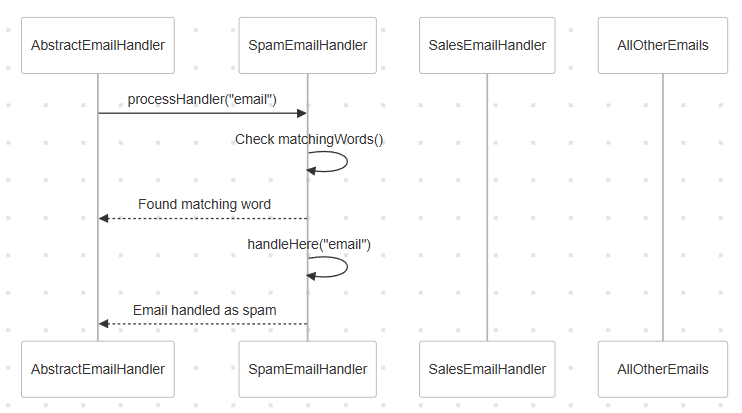 AbstractEmailHandler
SpamEmailHandler
SalesEmailHandler
AllOtherEmails
processHandler("email")
Check matchingWords()
Found matching word
handleHere("email")
Email handled as spam
AbstractEmailHandler
SpamEmailHandler
SalesEmailHandler
AllOtherEmails